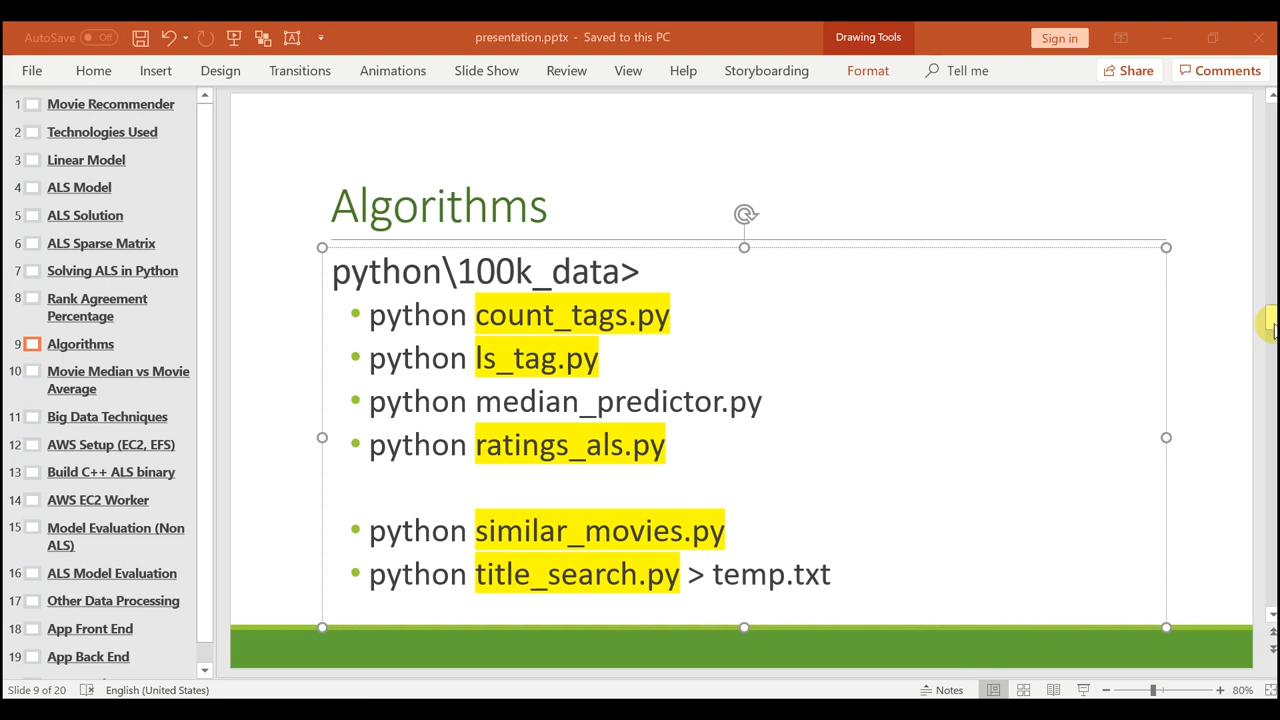 AutoSave Off presentation.pptx - Saved to this PC Drawing Tools Sign in
File Home Insert Design Transitions Animations Slide Show Review View Help Storyboarding Format Tell me Share Comments
1 Movie Recommender
2 Technologies Used
3 Linear Model
4 ALS Model
5 ALS Solution
6 ALS Sparse Matrix
7 Solving ALS in Python
8 Rank Agreement
Percentage
9 Algorithms
10 Movie Median vs Movie
Average
11 Big Data Techniques
12 AWS Setup (EC2, EFS)
13 Build C++ ALS binary
14 AWS EC2 Worker
15 Model Evaluation (Non
ALS)
16 ALS Model Evaluation
17 Other Data Processing
18 App Front End
19 App Back End
Algorithms
python\100k_data>
• python count_tags.py
• python ls_tag.py
• python median_predictor.py
• python ratings_als.py
• python similar_movies.py
• python title_search.py > temp.txt
Slide 9 of 20 English (United States) Notes 80%